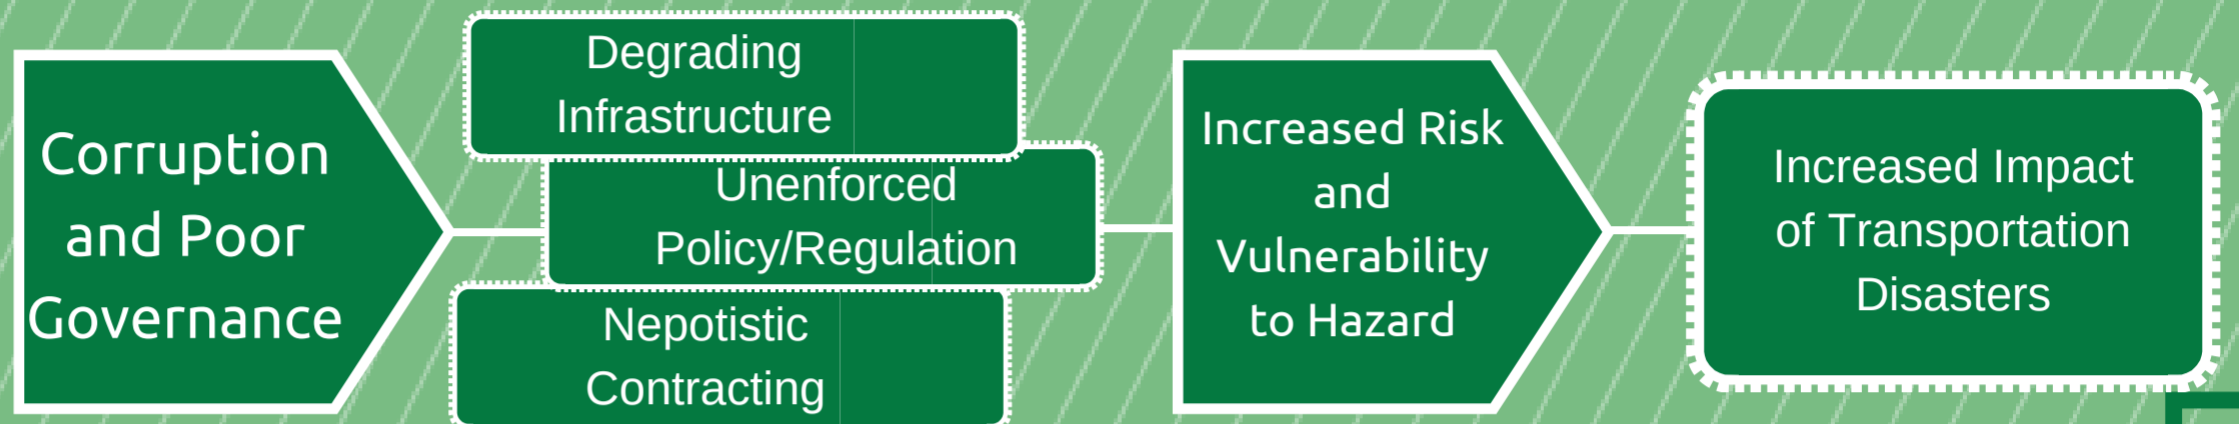 Corruption
and Poor
Governance
Degrading
Infrastructure
Unenforced
Policy/Regulation
Nepotistic
Contracting
Increased Risk
and
Vulnerability
to Hazard
Increased Impact
of Transportation
Disasters